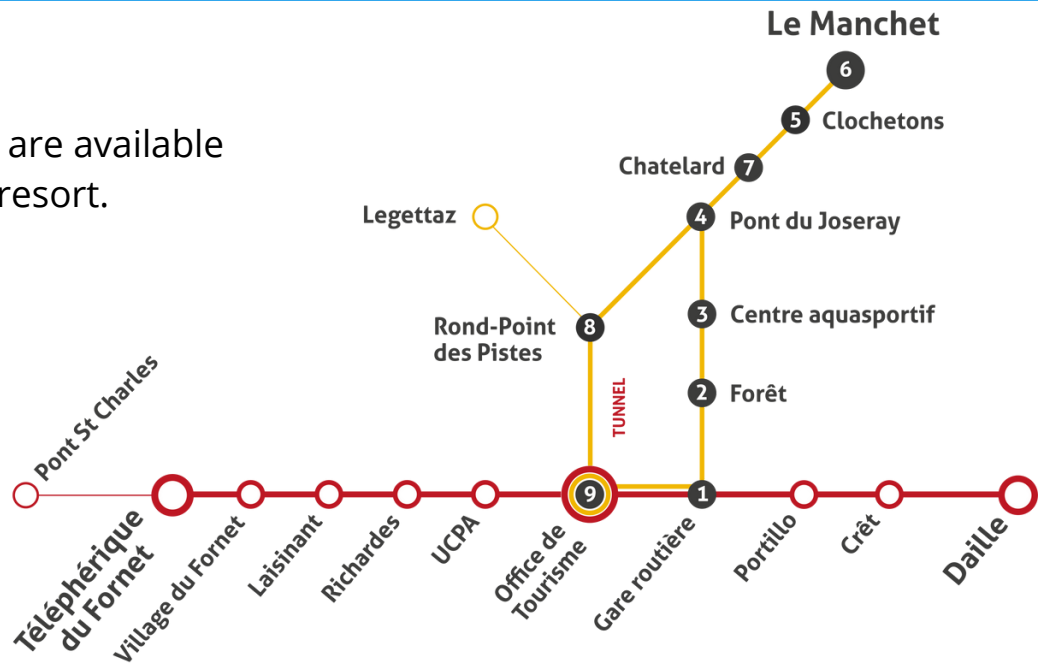 Le Manchet
6
are available
resort.
5
Clochetons
Chatelard
7
Legettaz
4
Pont du Joseray
8
Rond-Point
des Pistes
3
Centre aquasportif
TUNNEL
2
Forêt
Pont St Charles
9
1
Téléphérique
du Fornet
Village du Fornet
Laisinant
Richardes
UCPA
Office de
Tourisme
Gare routière
Portillo
Crêt
Daille